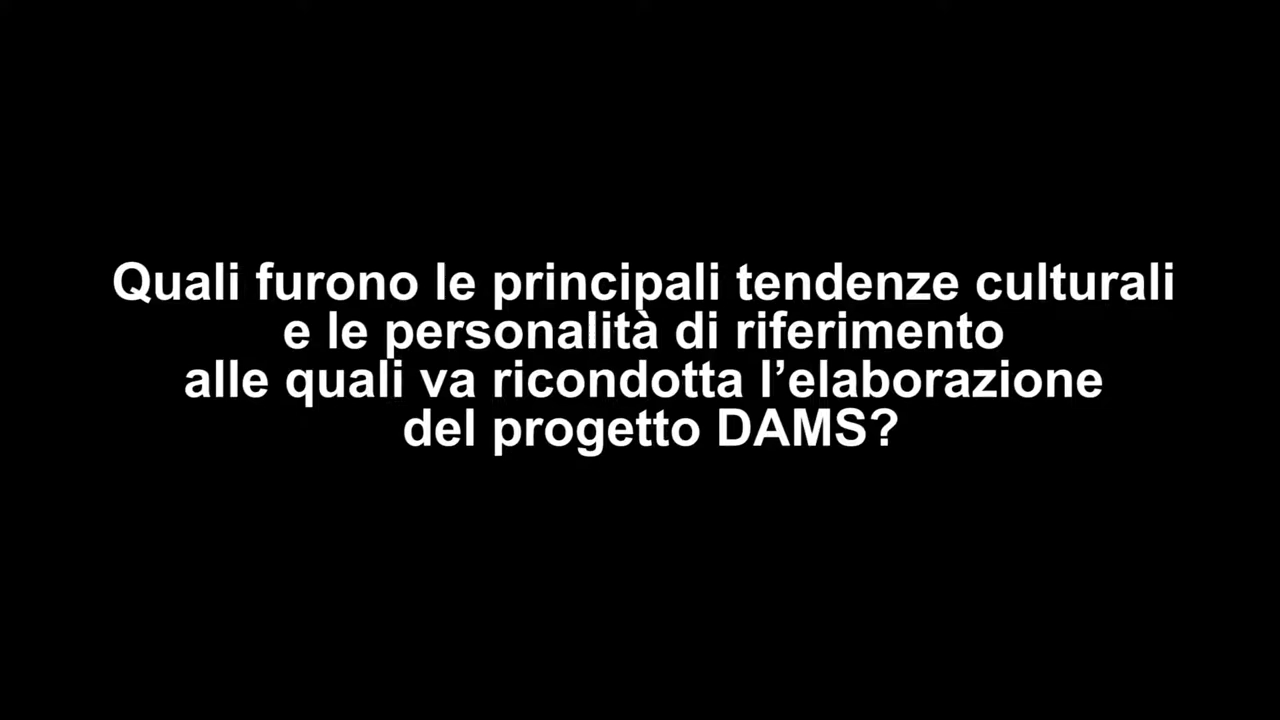 Quali furono le principali tendenze culturali
e le personalità di riferimento
alle quali va ricondotta l’elaborazione
del progetto DAMS?